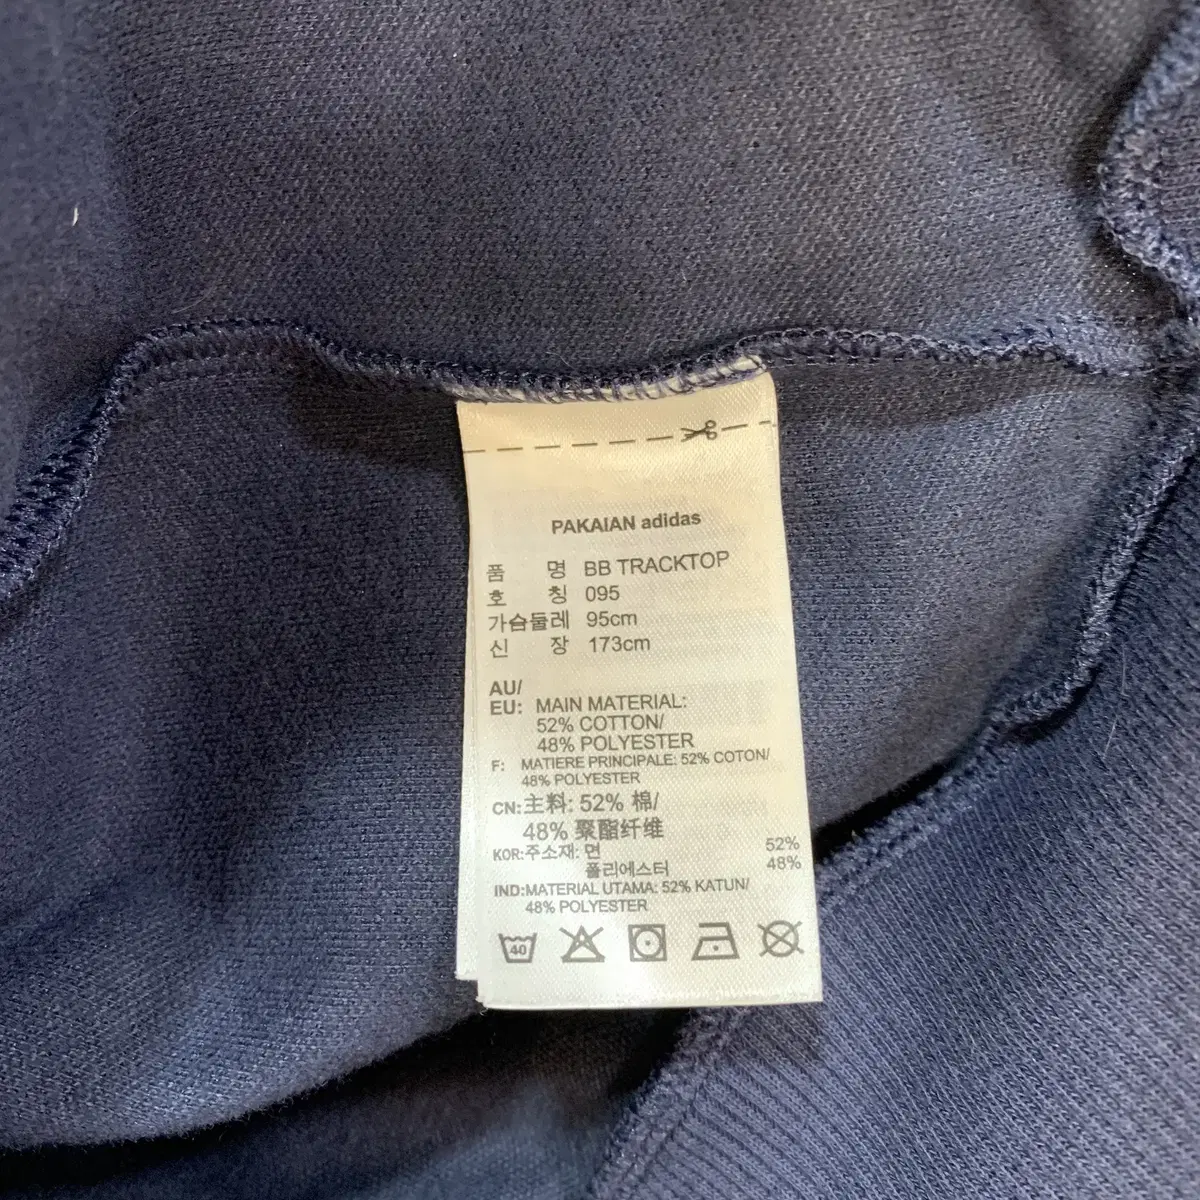 PAKAIAN adidas
품 명 BB TRACKTOP
호 칭 095
가슴둘레 95cm
신 장 173cm
AU/
EU: MAIN MATERIAL:
52% COTTON/
48% POLYESTER
F: MATIERE PRINCIPALE: 52% COTON/
48% POLYESTER
CN:主料: 52% 棉/
48% 聚酯纤维
KOR:주소재: 면 52%
폴리에스터 48%
IND:MATERIAL UTAMA: 52% KATUN/
48% POLYESTER
40